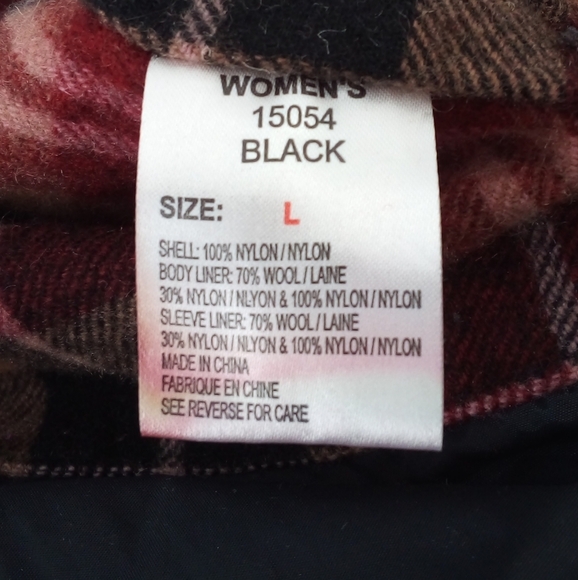 WOMEN'S
15054
BLACK
SIZE: L
SHELL: 100% NYLON / NYLON
BODY LINER: 70% WOOL / LAINE
30% NYLON / NLYON & 100% NYLON / NYLON
SLEEVE LINER: 70% WOOL / LAINE
30% NYLON / NLYON & 100% NYLON / NYLON
MADE IN CHINA
FABRIQUE EN CHINE
SEE REVERSE FOR CARE